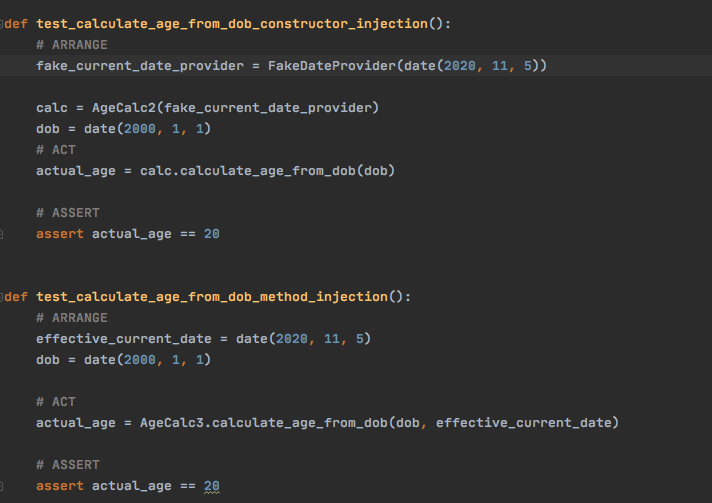 def test_calculate_age_from_dob_constructor_injection():
    # ARRANGE
    fake_current_date_provider = FakeDateProvider(date(2020, 11, 5))

    calc = AgeCalc2(fake_current_date_provider)
    dob = date(2000, 1, 1)
    # ACT
    actual_age = calc.calculate_age_from_dob(dob)

    # ASSERT
    assert actual_age == 20


def test_calculate_age_from_dob_method_injection():
    # ARRANGE
    effective_current_date = date(2020, 11, 5)
    dob = date(2000, 1, 1)

    # ACT
    actual_age = AgeCalc3.calculate_age_from_dob(dob, effective_current_date)

    # ASSERT
    assert actual_age == 20